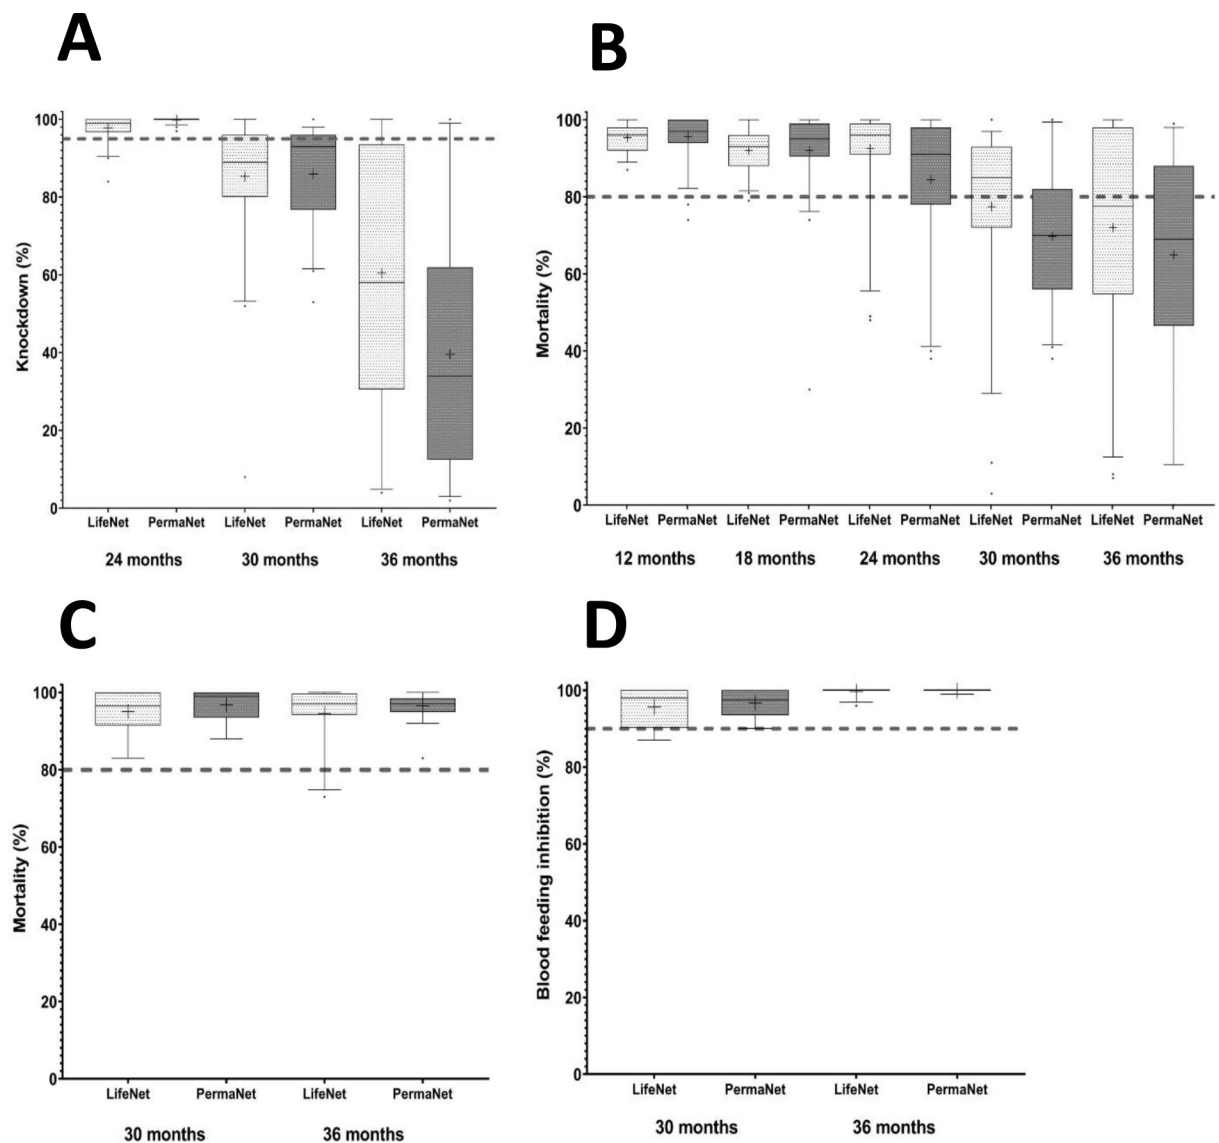 A
B
Knockdown (%)
100
80
60
40
20
0
LifeNet PermaNet LifeNet PermaNet LifeNet PermaNet
24 months 30 months 36 months
Mortality (%)
100
80
60
40
20
0
LifeNet PermaNet LifeNet PermaNet LifeNet PermaNet LifeNet PermaNet LifeNet PermaNet
12 months 18 months 24 months 30 months 36 months
C
D
Mortality (%)
100
80
60
40
20
0
LifeNet PermaNet LifeNet PermaNet
30 months 36 months
Blood feeding inhibition (%)
100
80
60
40
20
0
LifeNet PermaNet LifeNet PermaNet
30 months 36 months